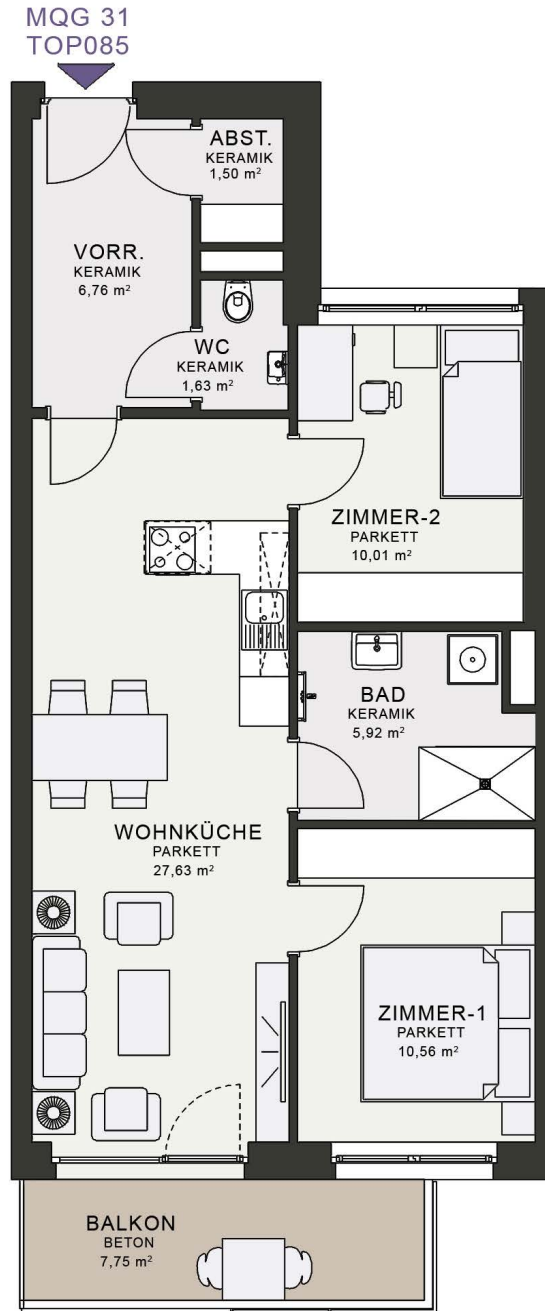 MQG 31
TOP085
ABST.
KERAMIK
1,50 m²
VORR.
KERAMIK
6,76 m²
WC
KERAMIK
1,63 m²
ZIMMER-2
PARKETT
10,01 m²
BAD
KERAMIK
5,92 m²
WOHNKÜCHE
PARKETT
27,63 m²
ZIMMER-1
PARKETT
10,56 m²
BALKON
BETON
7,75 m²